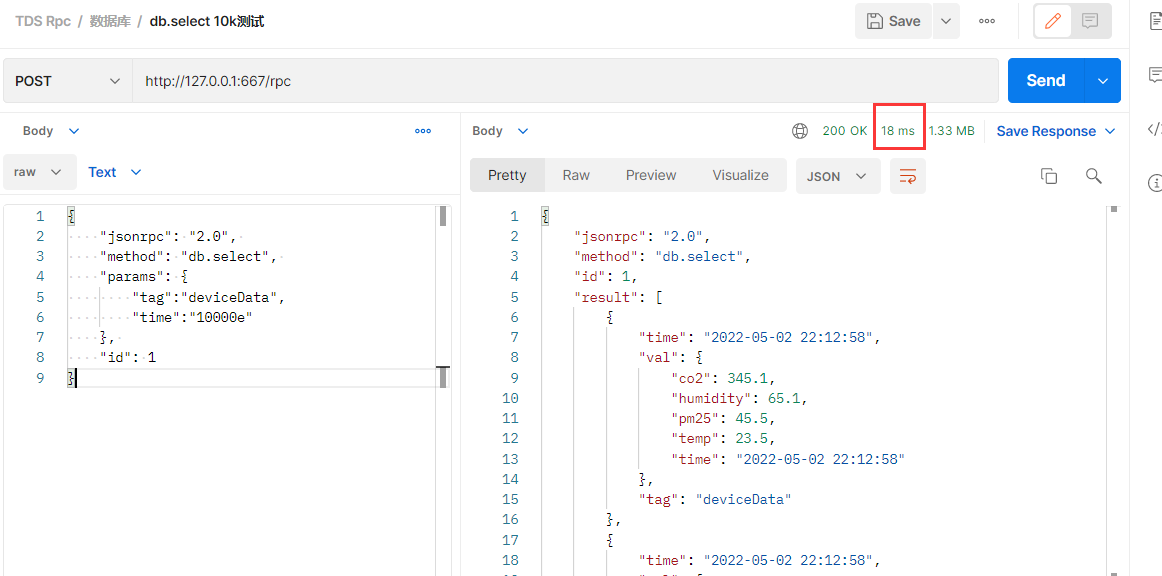 TDS Rpc / 数据库 / db.select 10k测试
Save
POST
http://127.0.0.1:667/rpc
Send
Body
raw
Text
1 {
2 "jsonrpc": "2.0",
3 "method": "db.select",
4 "params": {
5 "tag":"deviceData",
6 "time":"10000e"
7 },
8 "id": 1
9 }
Body
200 OK 18 ms 1.33 MB
Save Response
Pretty Raw Preview Visualize JSON
1 {
2 "jsonrpc": "2.0",
3 "method": "db.select",
4 "id": 1,
5 "result": [
6 {
7 "time": "2022-05-02 22:12:58",
8 "val": {
9 "co2": 345.1,
10 "humidity": 65.1,
11 "pm25": 45.5,
12 "temp": 23.5,
13 "time": "2022-05-02 22:12:58"
14 },
15 "tag": "deviceData"
16 },
17 {
18 "time": "2022-05-02 22:12:58",